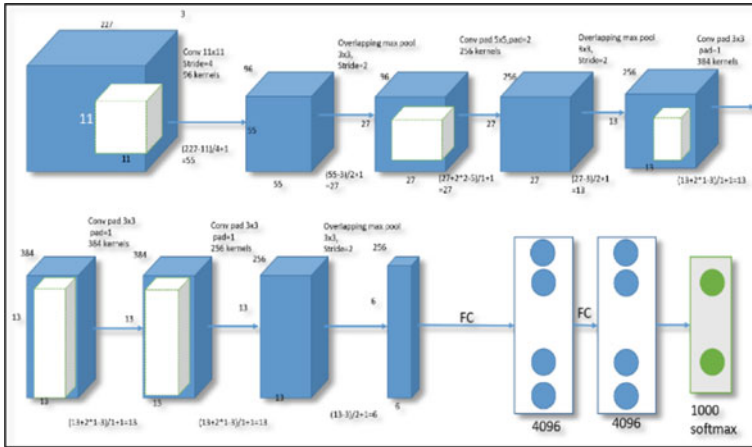 227
3
Conv 11x11
Stride=4
96 kernels
11
11
(227-11)/4+1
=55
96
55
55
Overlapping max pool
3x3,
Stride=2
(55-3)/2+1
=27
96
27
27
Conv pad 5x5,pad=2
256 kernels
(27+2*2-5)/1+1
=27
256
27
27
Overlapping max pool
3x3,
Stride=2
(27-3)/2+1
=13
256
13
13
Conv pad 3x3
pad=1
384 kernels
(13+2*1-3)/1+1=13
384
13
13
Conv pad 3x3
pad=1
384 kernels
(13+2*1-3)/1+1=13.
384
13
13
Conv pad 3x3
pad=1
256 kernels
(13+2*1-3)/1+1=13
256
13
13
Overlapping max pool
3x3,
Stride=2
(13-3)/2+1=6
256
6
6
FC
4096
FC
4096
1000
softmax